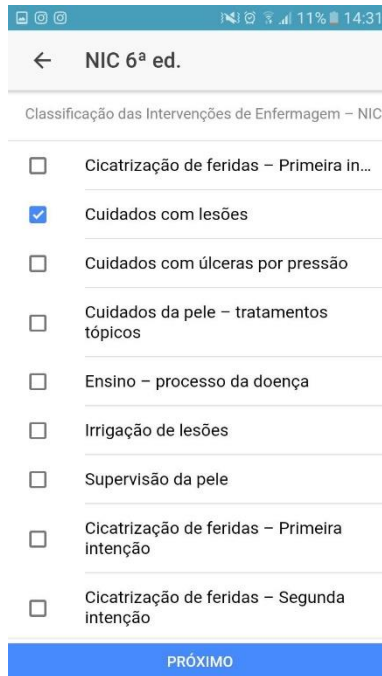 11% 14:31
NIC 6ª ed.
Classificação das Intervenções de Enfermagem – NIC
Cicatrização de feridas – Primeira in...
Cuidados com lesões
Cuidados com úlceras por pressão
Cuidados da pele – tratamentos
tópicos
Ensino – processo da doença
Irrigação de lesões
Supervisão da pele
Cicatrização de feridas – Primeira
intenção
Cicatrização de feridas – Segunda
intenção
PRÓXIMO